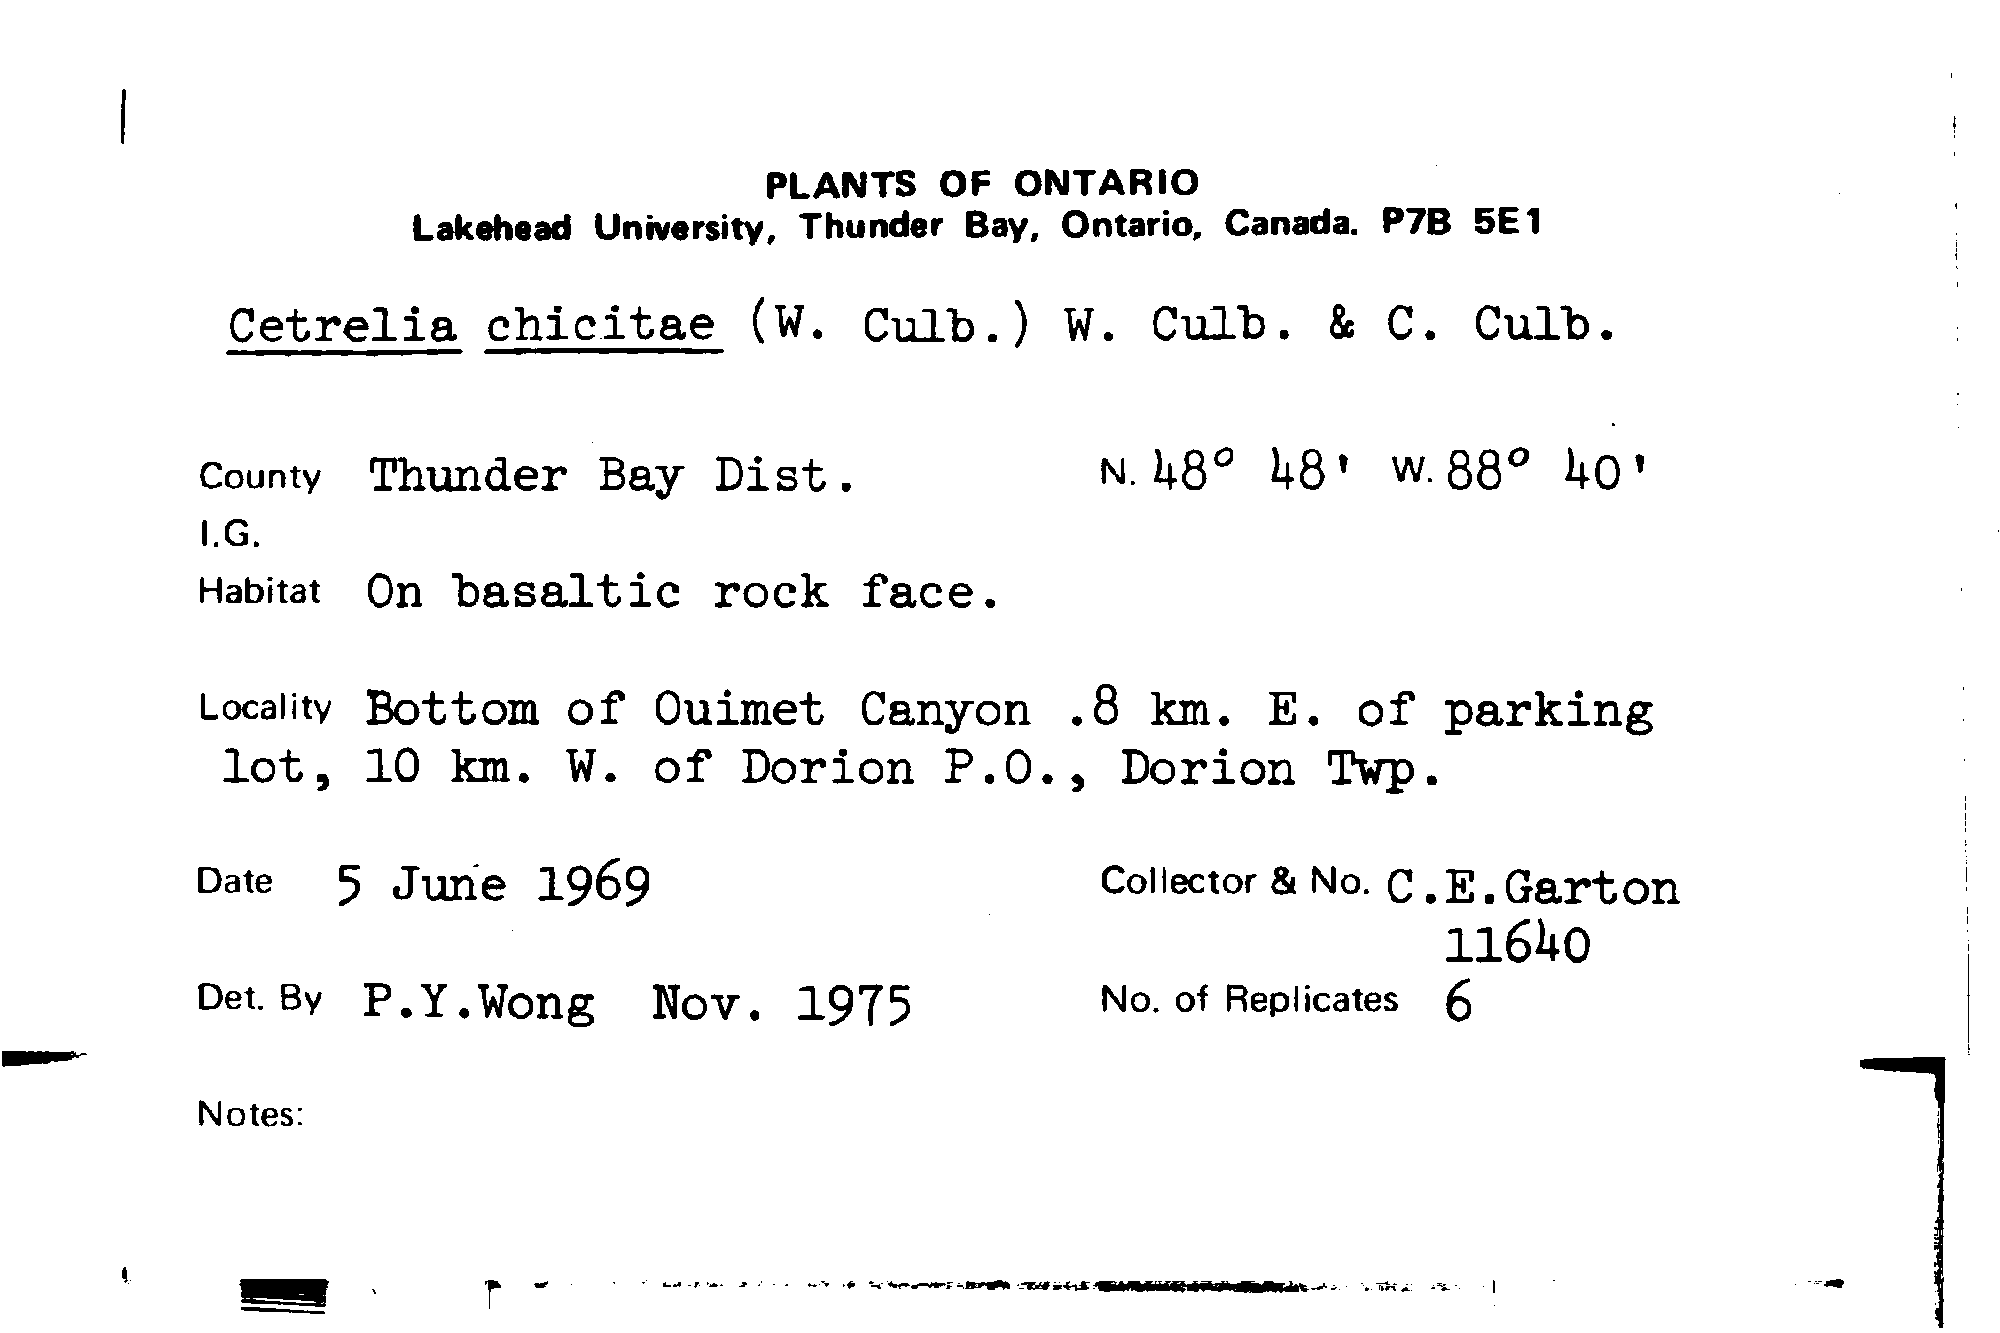 PLANTS OF ONTARIO
Lakehead University, Thunder Bay, Ontario, Canada. P7B 5E1
Cetrelia chicitae (W. Culb.) W. Culb. & C. Culb.
County Thunder Bay Dist. N. 48° 48' W. 88° 40'
I.G.
Habitat On basaltic rock face.
Locality Bottom of Ouimet Canyon .8 km. E. of parking
lot, 10 km. W. of Dorion P.O., Dorion Twp.
Date 5 June 1969 Collector & No. C.E.Garton
11640
Det. By P.Y.Wong Nov. 1975 No. of Replicates 6
Notes: